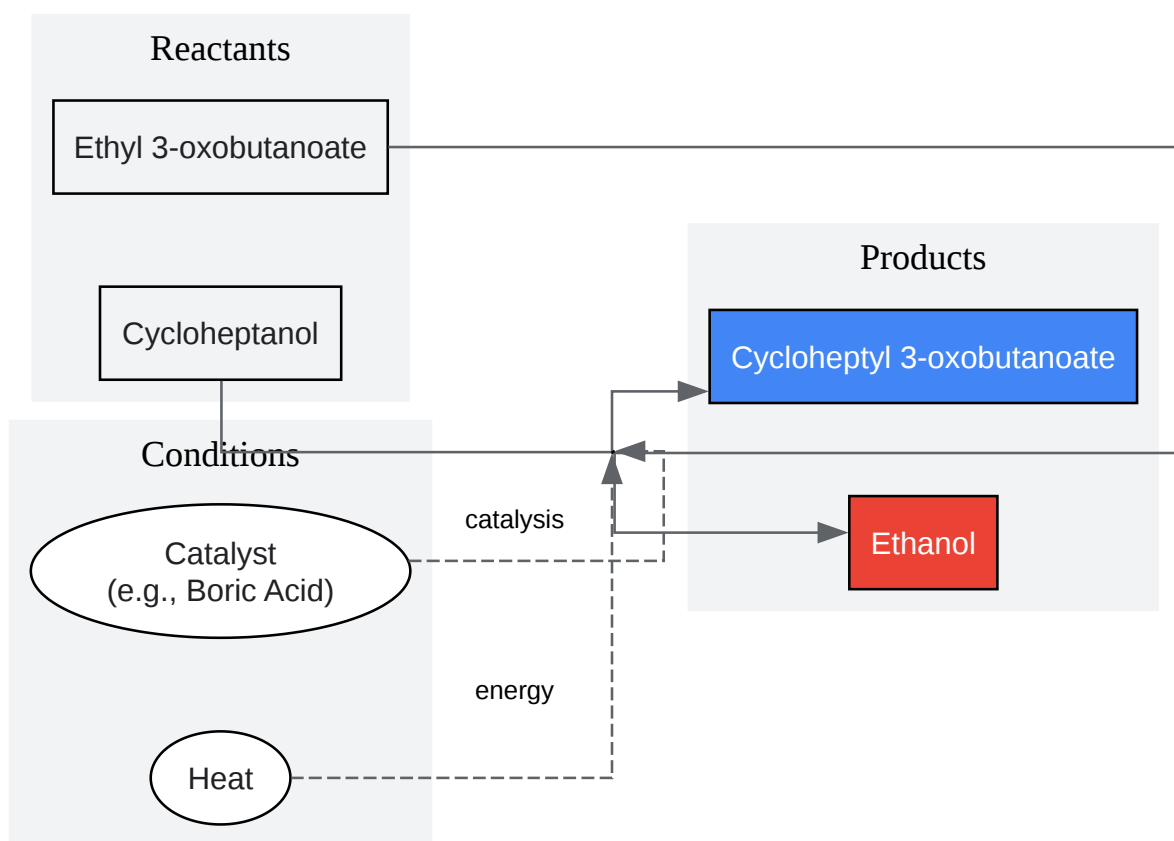 Reactants
Ethyl 3-oxobutanoate
Cycloheptanol
Products
Cycloheptyl 3-oxobutanoate
Ethanol
Conditions
Catalyst
(e.g., Boric Acid)
Heat
catalysis
energy